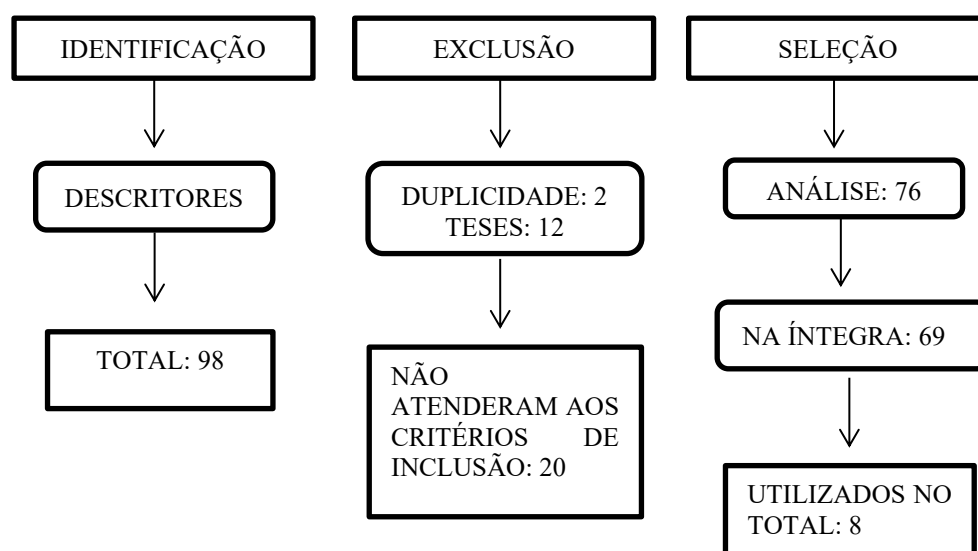 IDENTIFICAÇÃO
DESCRITORES
TOTAL: 98
EXCLUSÃO
DUPLICIDADE: 2
TESES: 12
NÃO
ATENDERAM AOS
CRITÉRIOS DE
INCLUSÃO: 20
SELEÇÃO
ANÁLISE: 76
NA ÍNTEGRA: 69
UTILIZADOS NO
TOTAL: 8